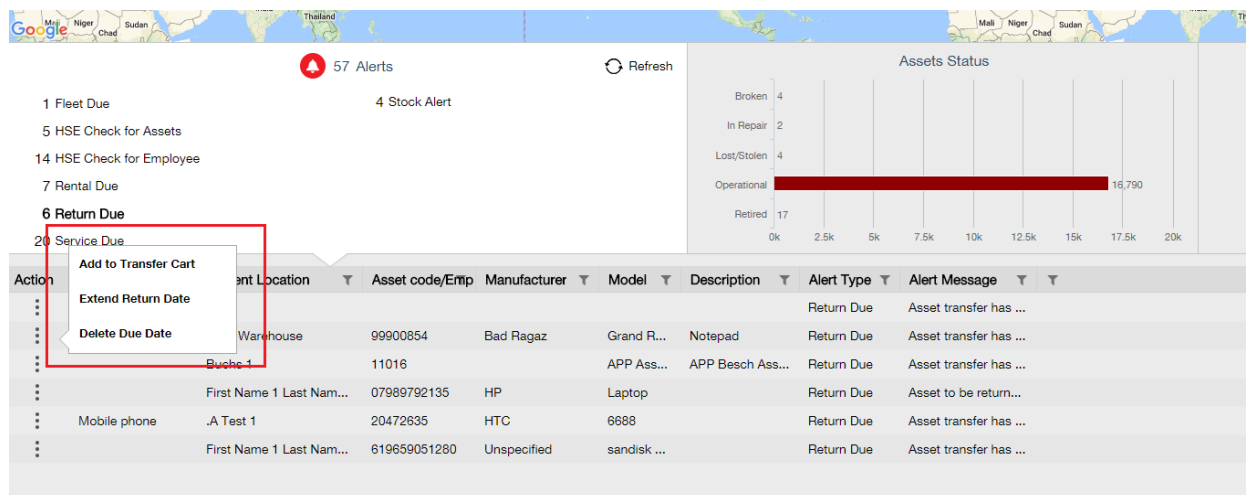 Google
Mali Niger Sudan
Chad
Thailand
Mali Niger Sudan
Chad
57 Alerts
Refresh
1 Fleet Due
4 Stock Alert
5 HSE Check for Assets
14 HSE Check for Employee
7 Rental Due
6 Return Due
20 Service Due
Assets Status
Broken 4
In Repair 2
Lost/Stolen 4
Operational 16,790
Retired 17
0k 2.5k 5k 7.5k 10k 12.5k 15k 17.5k 20k
Add to Transfer Cart
Extend Return Date
Delete Due Date
Action ent Location Asset code/Emp Manufacturer Model Description Alert Type Alert Message
Return Due Asset transfer has ...
Warehouse 99900854 Bad Ragaz Grand R... Notepad Return Due Asset transfer has ...
Buchs 1 11016 APP Ass... APP Besch Ass... Return Due Asset transfer has ...
First Name 1 Last Nam... 07989792135 HP Laptop Return Due Asset to be return...
Mobile phone .A Test 1 20472635 HTC 6688 Return Due Asset transfer has ...
First Name 1 Last Nam... 619659051280 Unspecified sandisk ... Return Due Asset transfer has ...